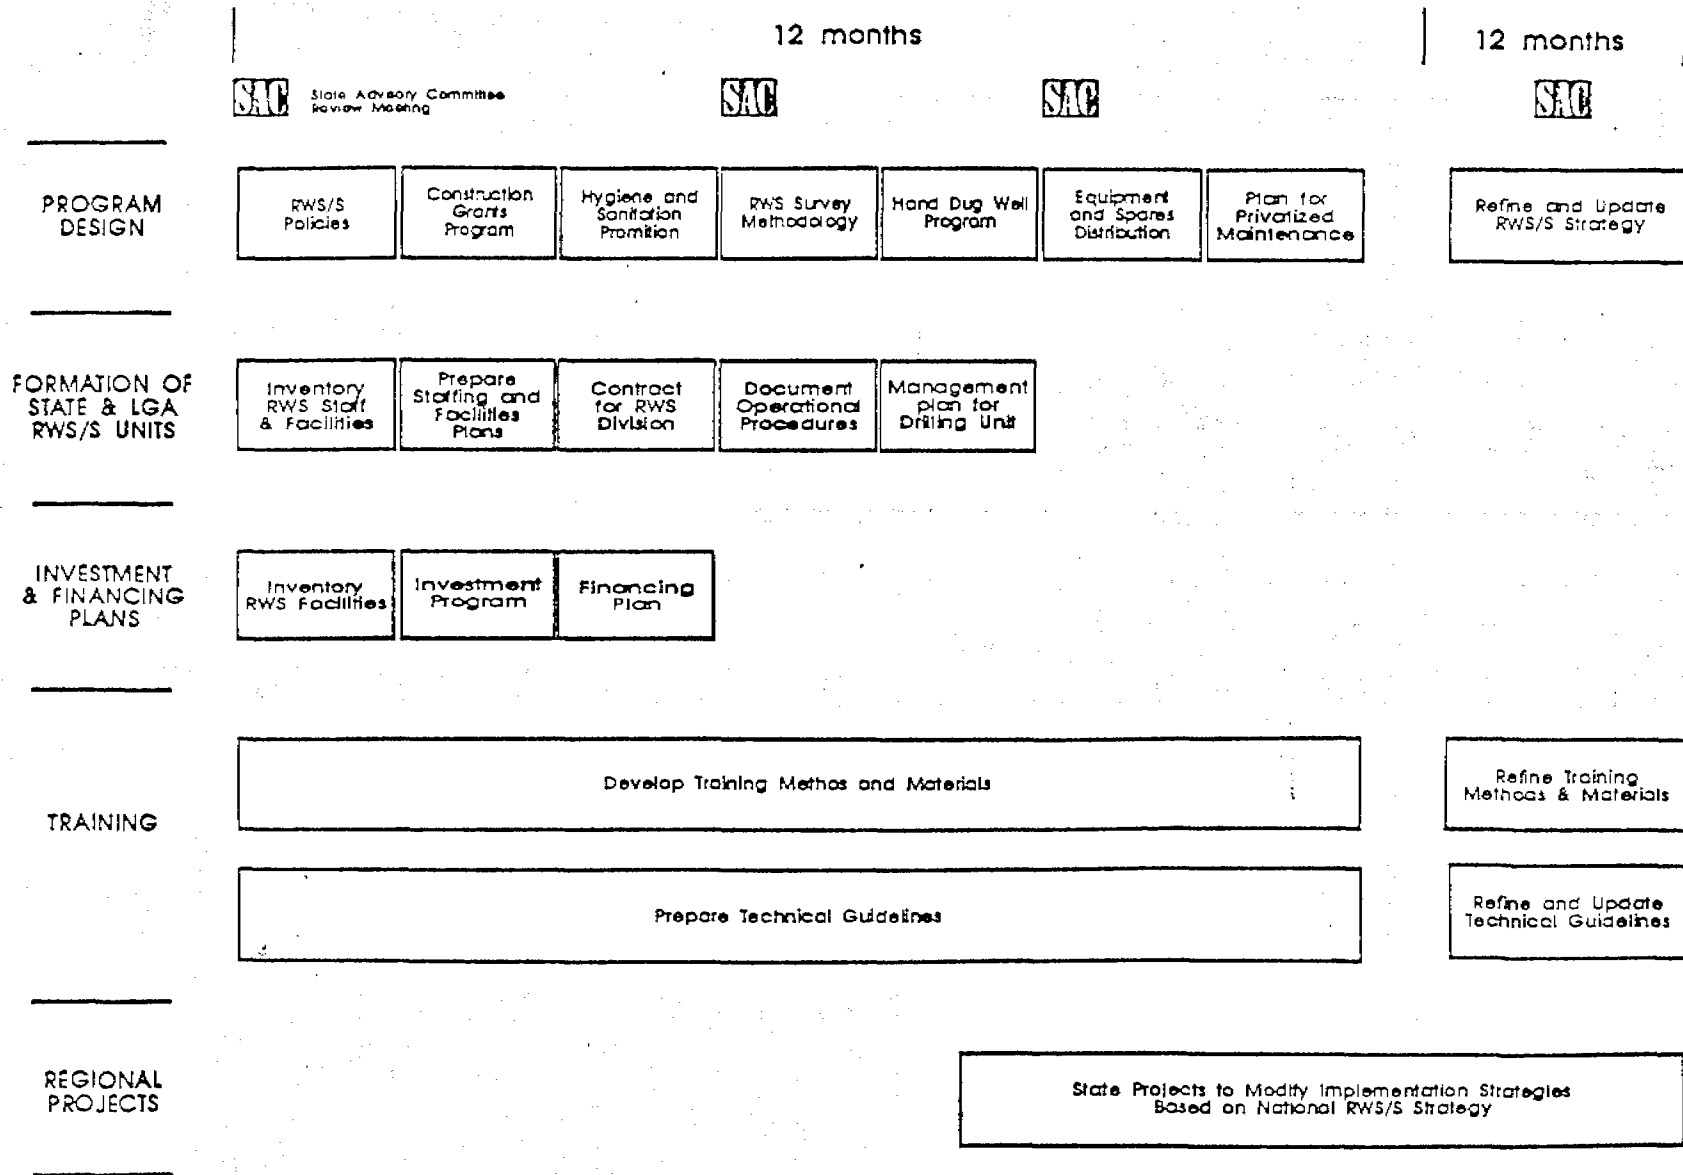 12 months
12 months
SAC
State Advisory Committee
Review Meeting
SAC
SAC
SAC
PROGRAM
DESIGN
RWS/S
Policies
Construction
Grants
Program
Hygiene and
Sanitation
Promition
RWS Survey
Methodology
Hand Dug Well
Program
Equipment
and Spares
Distribution
Plan for
Privatized
Maintenance
Refine and Update
RWS/S Strategy
FORMATION OF
STATE & LGA
RWS/S UNITS
Inventory
RWS Staff
& Facilities
Prepare
Staffing and
Facilities
Plans
Contract
for RWS
Division
Document
Operational
Procedures
Management
plan for
Drilling Unit
INVESTMENT
& FINANCING
PLANS
Inventory
RWS Facilities
Investment
Program
Financing
Plan
TRAINING
Develop Training Methos and Materials
Refine Training
Methods & Materials
Prepare Technical Guidelines
Refine and Update
Technical Guidelines
REGIONAL
PROJECTS
State Projects to Modify Implementation Strategies
Based on National RWS/S Strategy